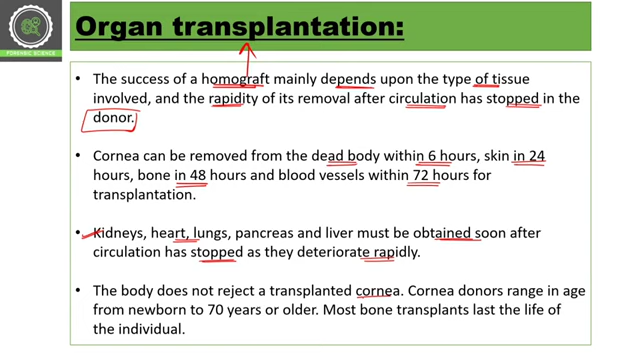 Organ transplantation:
FORENSIC SCIENCE
• The success of a homograft mainly depends upon the type of tissue
involved, and the rapidity of its removal after circulation has stopped in the
donor.
• Cornea can be removed from the dead body within 6 hours, skin in 24
hours, bone in 48 hours and blood vessels within 72 hours for
transplantation.
• Kidneys, heart, lungs, pancreas and liver must be obtained soon after
circulation has stopped as they deteriorate rapidly.
• The body does not reject a transplanted cornea. Cornea donors range in age
from newborn to 70 years or older. Most bone transplants last the life of
the individual.